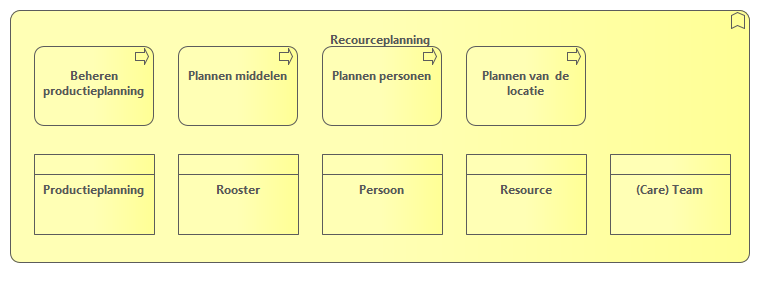 Recourceplanning
Beheren
productieplanning
Plannen middelen
Plannen personen
Plannen van de
locatie
Productieplanning
Rooster
Persoon
Resource
(Care) Team